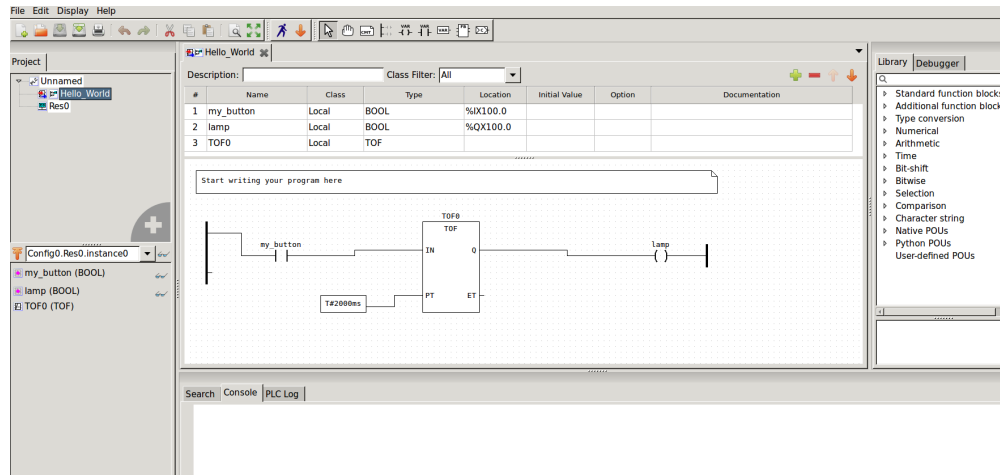 File Edit Display Help
Project
Unnamed
Hello_World
Res0
Config0.Res0.instance0
my_button (BOOL)
lamp (BOOL)
TOF0 (TOF)
Hello_World
Description: Class Filter: All
# Name Class Type Location Initial Value Option Documentation
1 my_button Local BOOL %IX100.0
2 lamp Local BOOL %QX100.0
3 TOF0 Local TOF
Start writing your program here
TOF0
TOF
my_button
IN Q
lamp
T#2000ms
PT ET
Search Console PLC Log
Library Debugger
Standard function blocks
Additional function block
Type conversion
Numerical
Arithmetic
Time
Bit-shift
Bitwise
Selection
Comparison
Character string
Native POUs
Python POUs
User-defined POUs